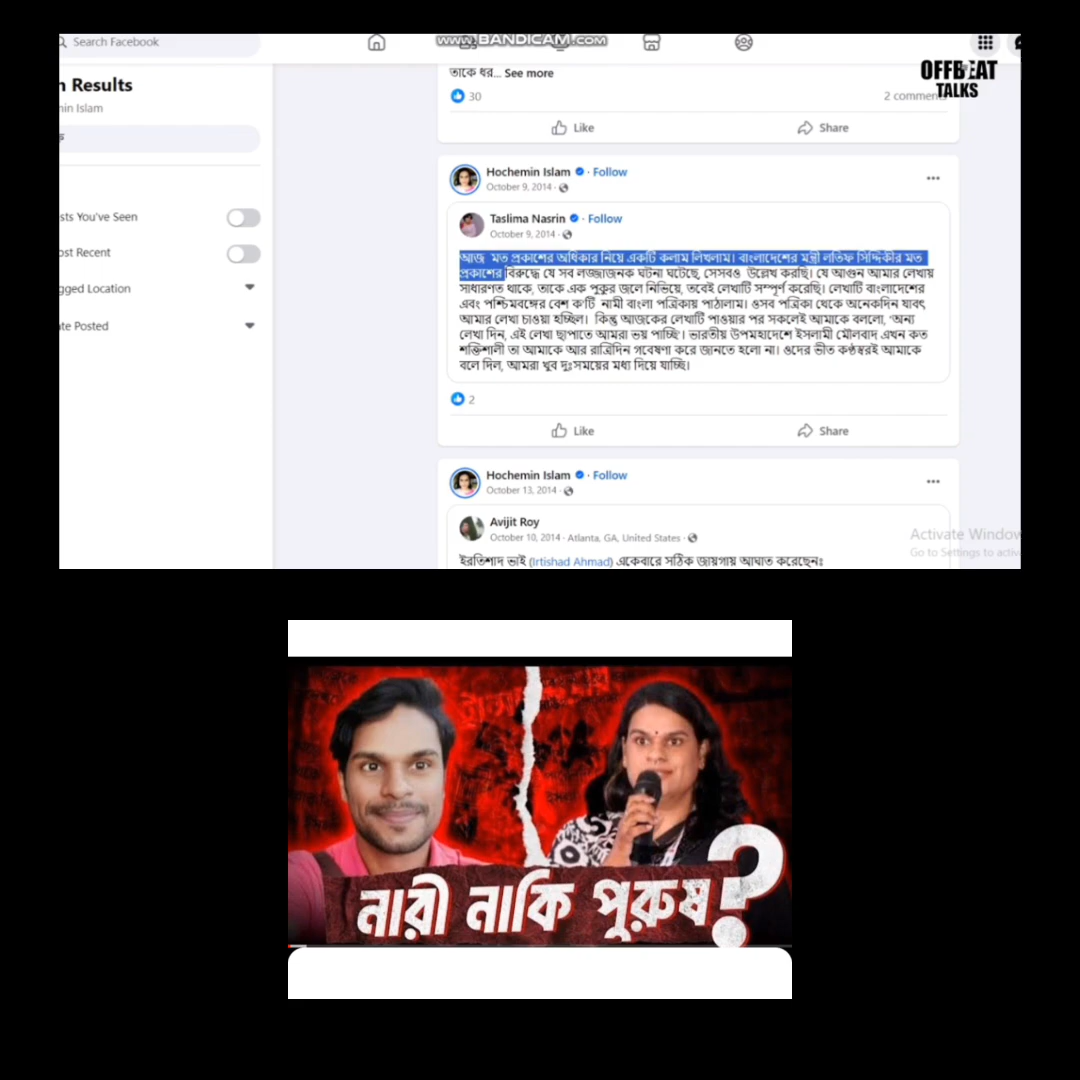 Search Facebook
WWW.BANDICAM.COM
OFFBEAT
TALKS
Results
তাকে ধর... See more
30
2 comments
Like
Share
Islam
Hochemin Islam · Follow
October 9, 2014 ·
Taslima Nasrin · Follow
October 9, 2014 ·
আজ মত প্রকাশের অধিকার নিয়ে একটি কলাম লিখলাম। বাংলাদেশের মন্ত্রী লতিফ সিদ্দিকীর মত
প্রকাশের বিরুদ্ধে যে সব লজ্জাজনক ঘটনা ঘটেছে, সেসবও উল্লেখ করছি। যে আগুন আমার লেখায়
সাধারণত থাকে, তাকে এক পুকুর জলে নিভিয়ে, তবেই লেখাটি সম্পূর্ণ করেছি। লেখাটি বাংলাদেশের
এবং পশ্চিমবঙ্গের বেশ ক'টি নামী বাংলা পত্রিকায় পাঠালাম। ওসব পত্রিকা থেকে অনেকদিন যাবৎ
আমার লেখা চাওয়া হচ্ছিল। কিন্তু আজকের লেখাটি পাওয়ার পর সকলেই আমাকে বললো, 'অন্য
লেখা দিন, এই লেখা ছাপাতে আমরা ভয় পাচ্ছি'। ভারতীয় উপমহাদেশে ইসলামী মৌলবাদ এখন কত
শক্তিশালী তা আমাকে আর রাত্রিদিন গবেষণা করে জানতে হলো না। ওদের ভীত কণ্ঠস্বরই আমাকে
বলে দিল, আমরা খুব দুঃসময়ের মধ্য দিয়ে যাচ্ছি।
2
Like
Share
sts You've Seen
ost Recent
gged Location
te Posted
Hochemin Islam · Follow
October 13, 2014 ·
Avijit Roy
October 10, 2014 · Atlanta, GA, United States ·
ইরতিশাদ ভাই (Irtishad Ahmad) একেবারে সঠিক জায়গায় আঘাত করেছেনঃ
Activate Window
Go to Settings to activ
নারী নাকি পুরুষ?